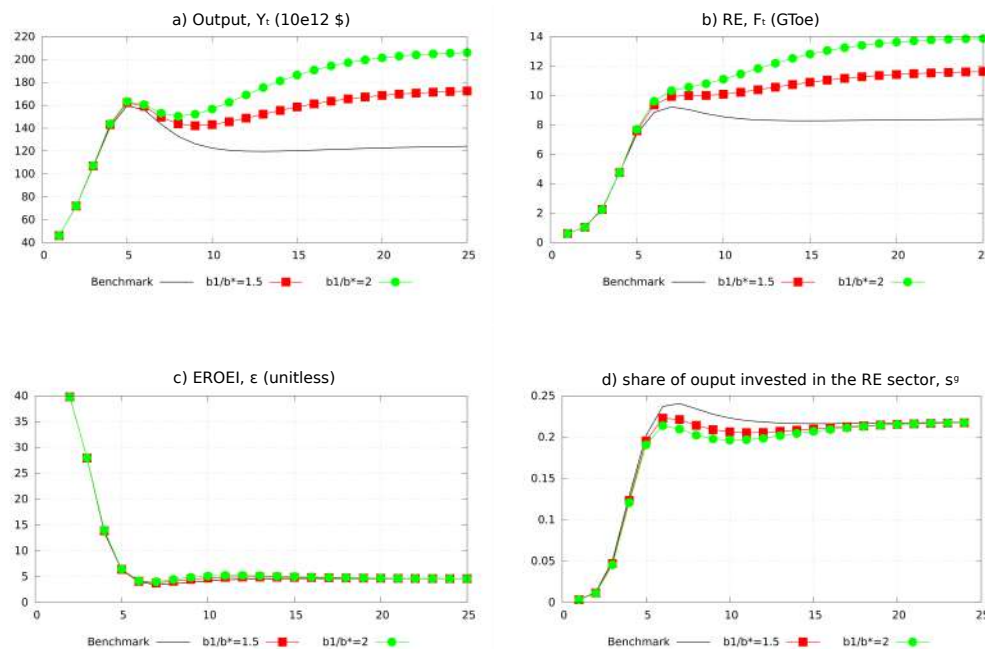 a) Output, Yₜ (10e12 $)
220
200
180
160
140
120
100
80
60
40
0 5 10 15 20 25
Benchmark b1/b*=1.5 b1/b*=2
b) RE, Fₜ (GToe)
14
12
10
8
6
4
2
0
0 5 10 15 20 25
Benchmark b1/b*=1.5 b1/b*=2
c) EROEI, ε (unitless)
40
35
30
25
20
15
10
5
0
0 5 10 15 20 25
Benchmark b1/b*=1.5 b1/b*=2
d) share of ouput invested in the RE sector, sᵍ
0.25
0.2
0.15
0.1
0.05
0
0 5 10 15 20 25
Benchmark b1/b*=1.5 b1/b*=2